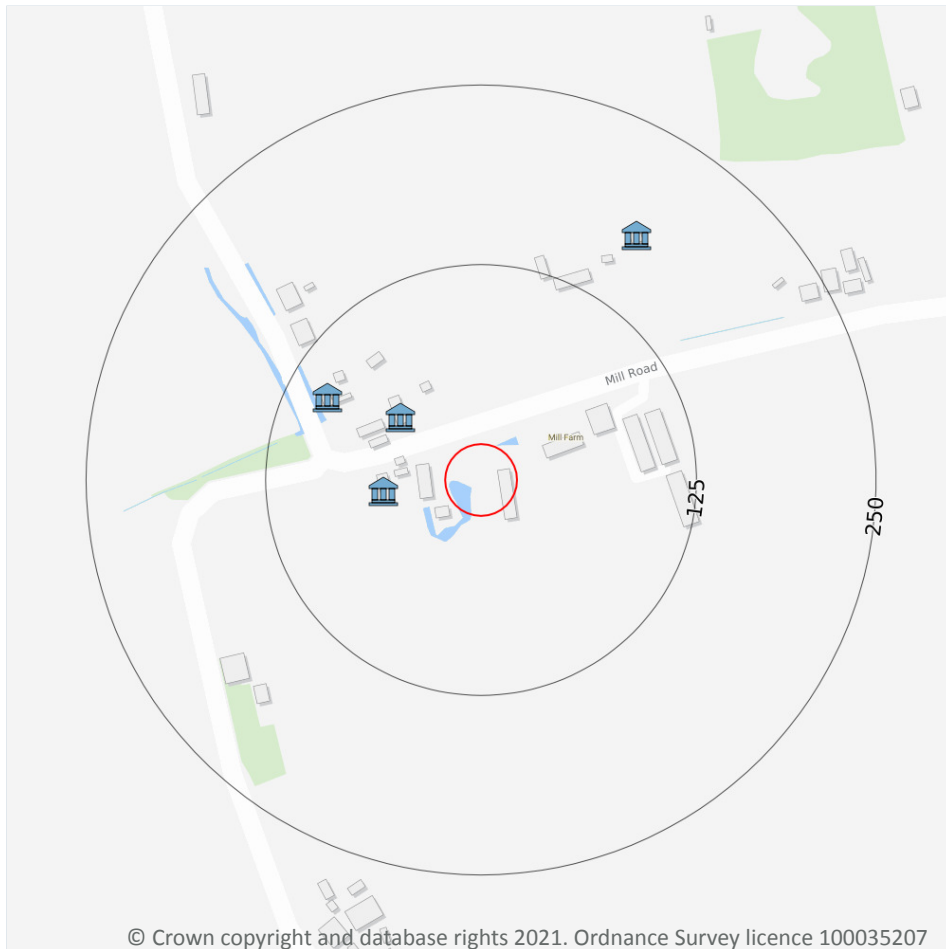 Mill Road
Mill Farm
125
250
© Crown copyright and database rights 2021. Ordnance Survey licence 100035207